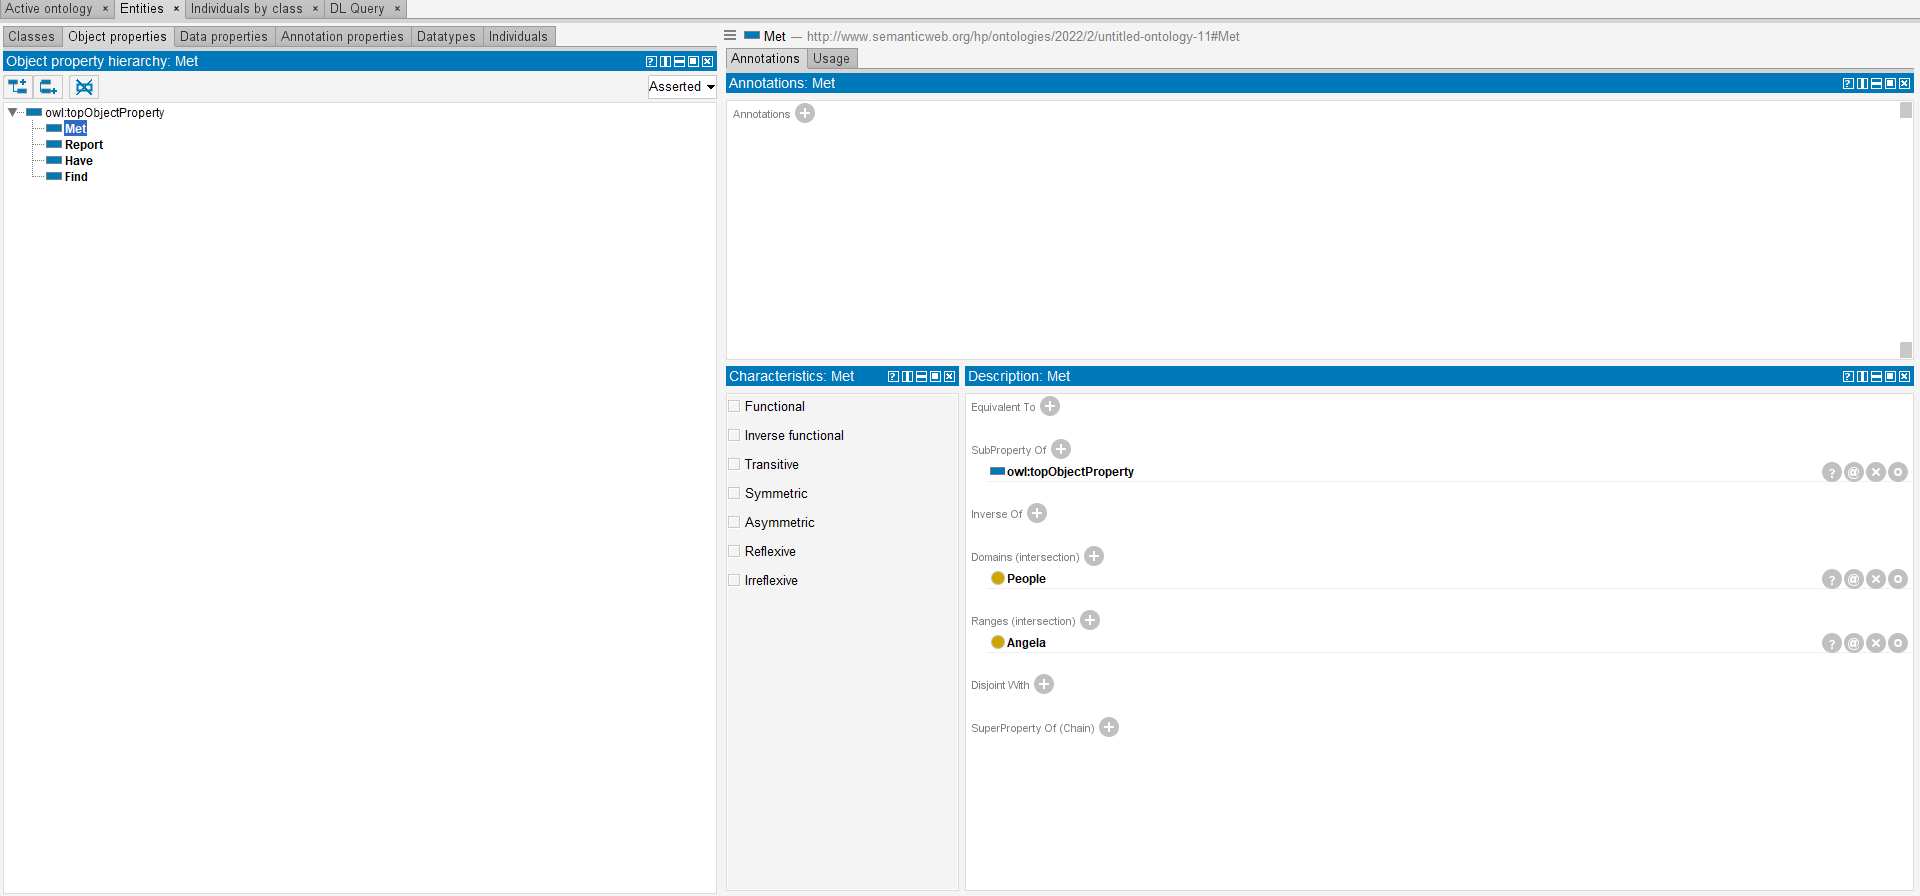 Active ontology × Entities × Individuals by class × DL Query ×
Classes Object properties Data properties Annotation properties Datatypes Individuals
Object property hierarchy: Met
Asserted
owl:topObjectProperty
Met
Report
Have
Find
Met — http://www.semanticweb.org/hp/ontologies/2022/2/untitled-ontology-11#Met
Annotations Usage
Annotations: Met
Annotations
Characteristics: Met
Functional
Inverse functional
Transitive
Symmetric
Asymmetric
Reflexive
Irreflexive
Description: Met
Equivalent To
SubProperty Of
owl:topObjectProperty
Inverse Of
Domains (intersection)
People
Ranges (intersection)
Angela
Disjoint With
SuperProperty Of (Chain)